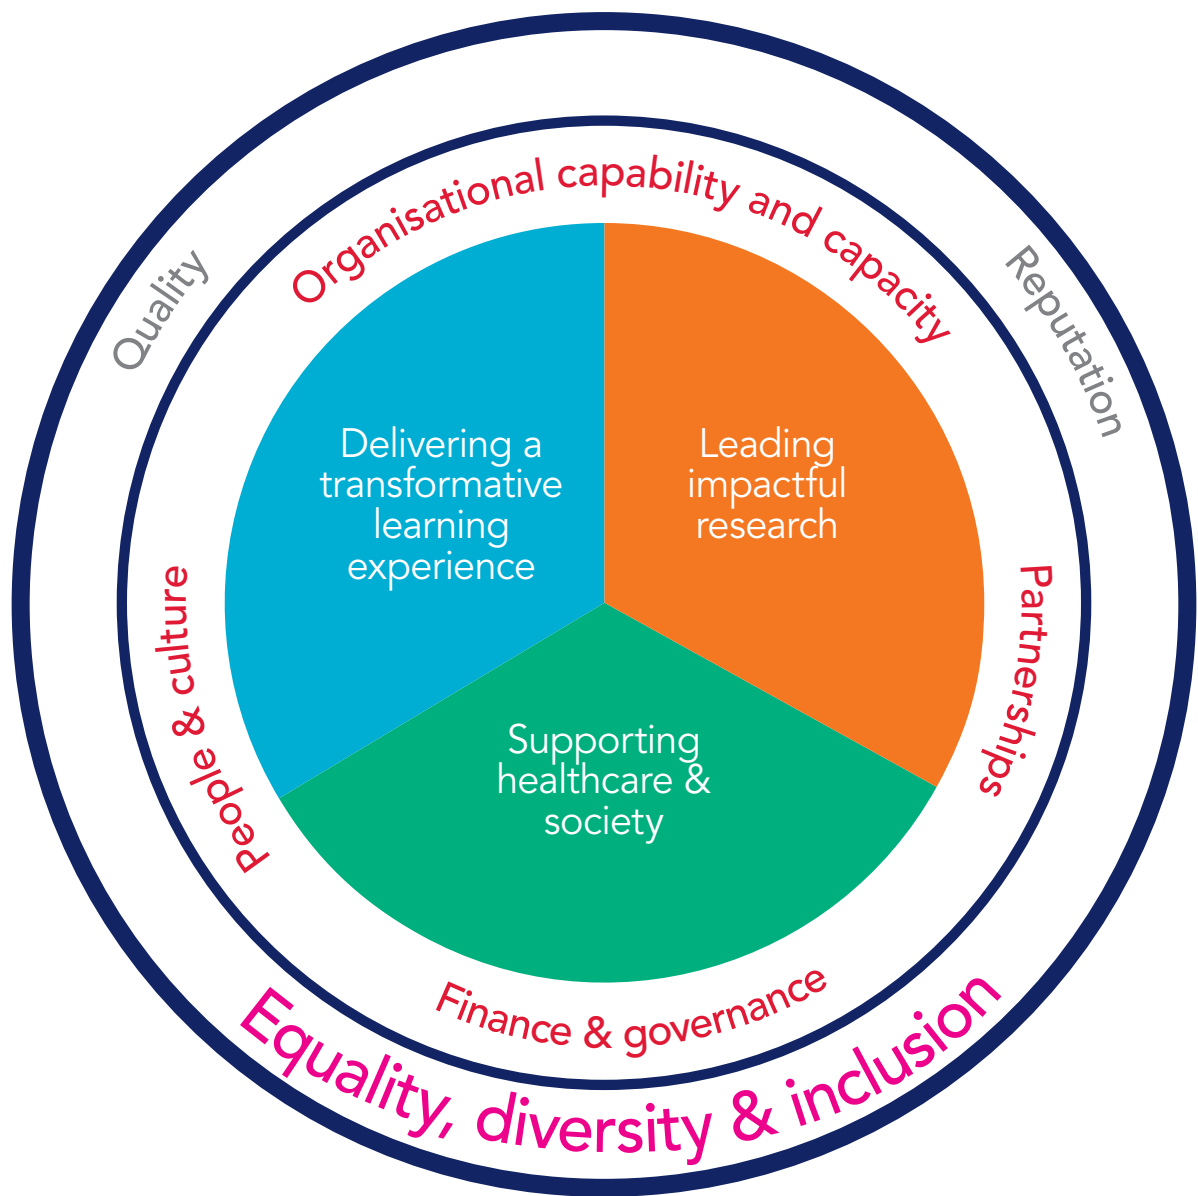 Organisational capability and capacity
Quality
Reputation
Delivering a
transformative
learning
experience
Leading
impactful
research
People & culture
Partnerships
Supporting
healthcare &
society
Finance & governance
Equality, diversity & inclusion